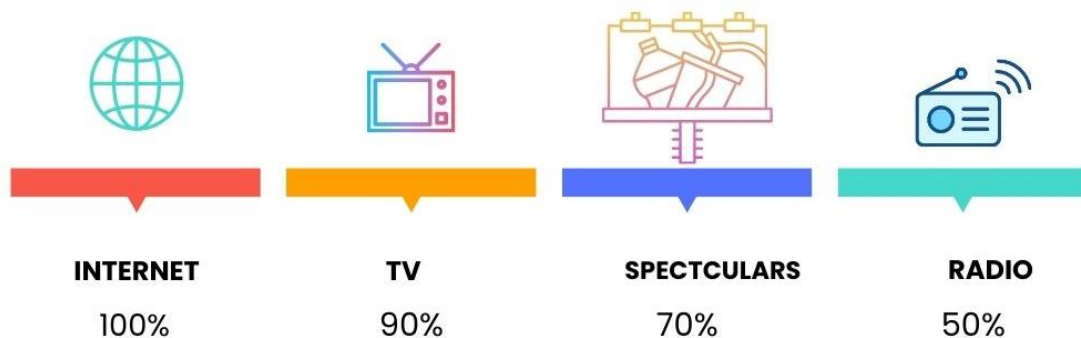 INTERNET
100%
TV
90%
SPECTCULARS
70%
RADIO
50%